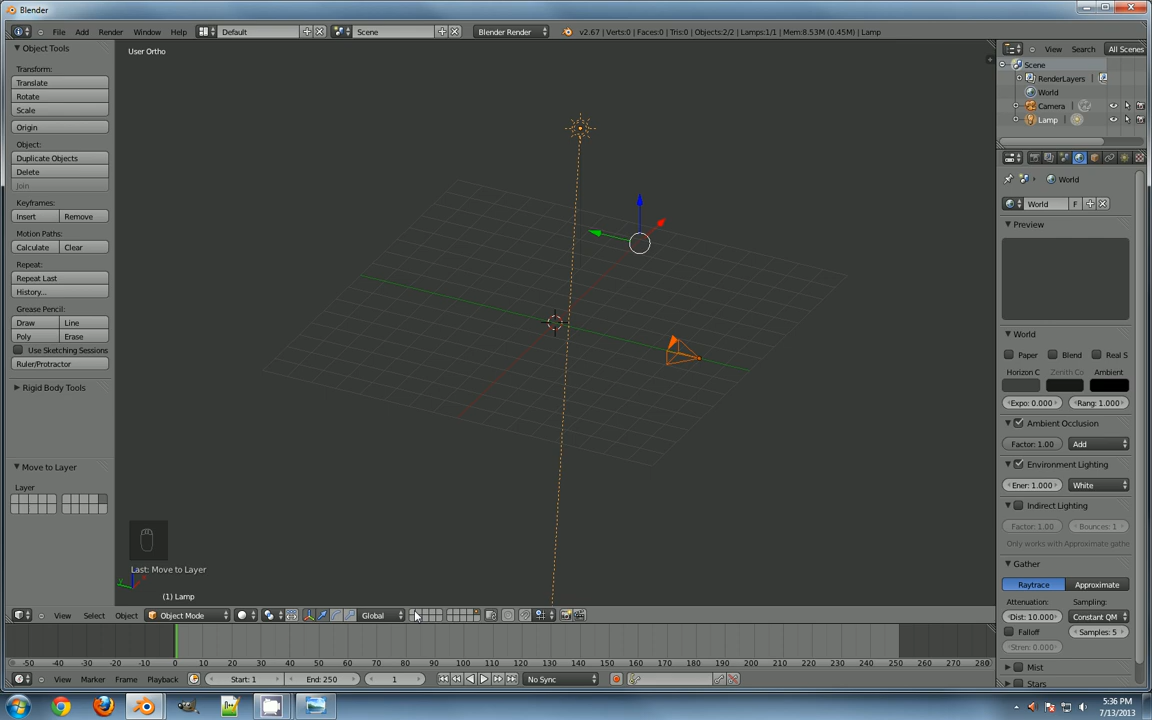 Blender
File Add Render Window Help Default Scene Blender Render v2.67 | Verts:0 | Faces:0 | Tris:0 | Objects:2/2 | Lamps:1/1 | Mem:8.53M (0.45M) | Lamp
View Search All Scenes
Object Tools
Transform:
Translate
Rotate
Scale
Origin
Object:
Duplicate Objects
Delete
Join
Keyframes:
Insert Remove
Motion Paths:
Calculate Clear
Repeat:
Repeat Last
History...
Grease Pencil:
Draw Line
Poly Erase
Use Sketching Sessions
Ruler/Protractor
Rigid Body Tools
Move to Layer
Layer
User Ortho
Last: Move to Layer
(1) Lamp
Scene
RenderLayers
World
Camera
Lamp
World
World F
Preview
World
Paper Blend Real S
Horizon C Zenith Co Ambient
Expo: 0.000 Rang: 1.000
Ambient Occlusion
Factor: 1.00 Add
Environment Lighting
Ener: 1.000 White
Indirect Lighting
Factor: 1.00 Bounces: 1
Only works with Approximate gathe
Gather
Raytrace Approximate
Attenuation: Sampling:
Dist: 10.000 Constant QM
Falloff Samples: 5
Stren: 0.000
Mist
Stars
View Select Object Object Mode Global
-50 -40 -30 -20 -10 0 10 20 30 40 50 60 70 80 90 100 110 120 130 140 150 160 170 180 190 200 210 220 230 240 250 260 270 280
View Marker Frame Playback Start: 1 End: 250 1 No Sync
5:36 PM
7/13/2013